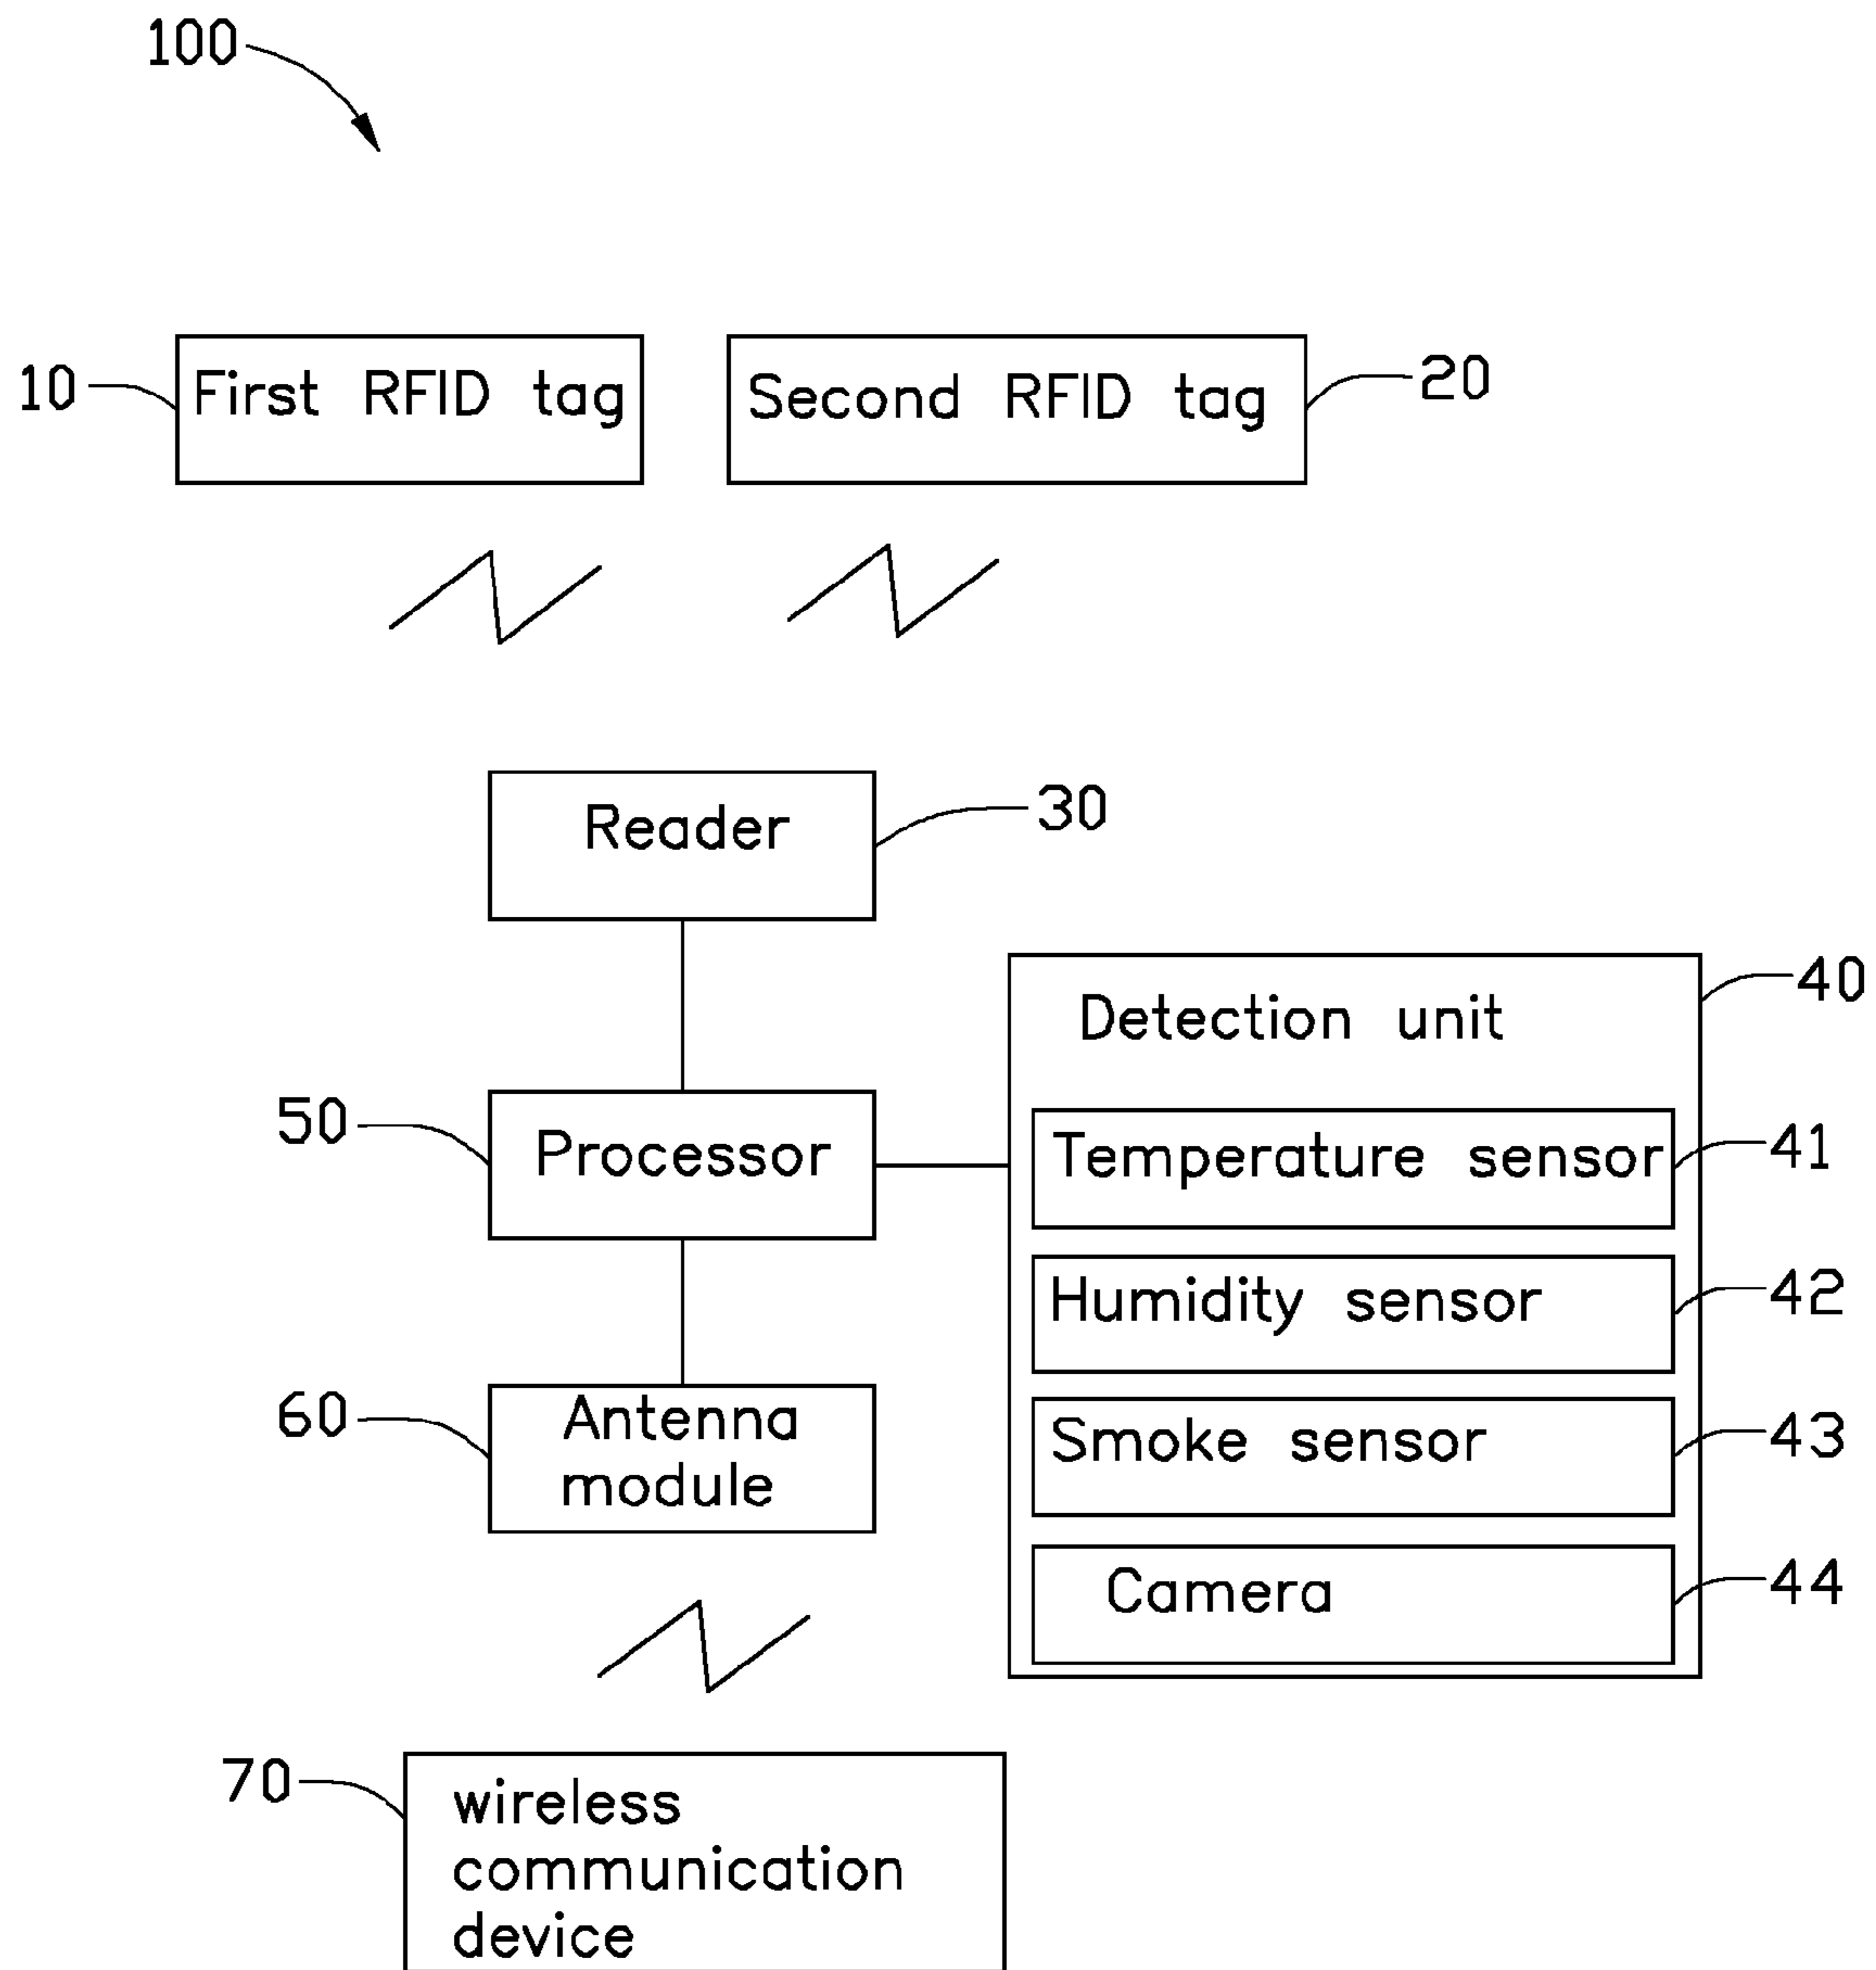 100
10
First RFID tag
Second RFID tag
20
Reader
30
40
Detection unit
50
Processor
Temperature sensor
41
Humidity sensor
42
60
Antenna
module
Smoke sensor
43
Camera
44
70
wireless
communication
device